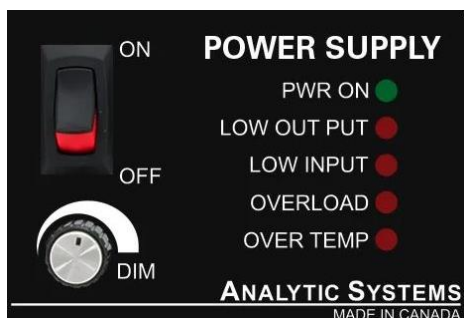 ON
POWER SUPPLY
PWR ON
LOW OUT PUT
LOW INPUT
OFF
OVERLOAD
OVER TEMP
DIM
ANALYTIC SYSTEMS
MADE IN CANADA